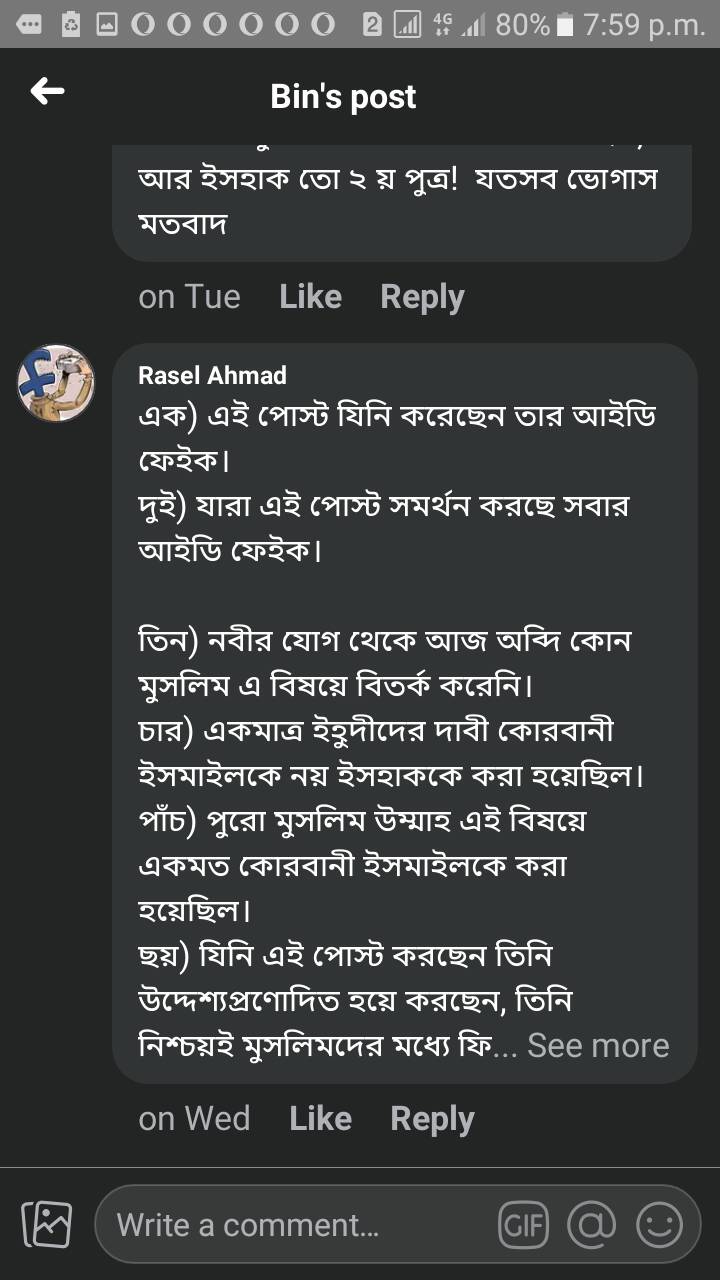 2 4G 80% 7:59 p.m.
Bin's post
আর ইসহাক তো ২ য় পুত্র! যতসব ভোগাস
মতবাদ
on Tue Like Reply
Rasel Ahmad
এক) এই পোস্ট যিনি করেছেন তার আইডি
ফেইক।
দুই) যারা এই পোস্ট সমর্থন করছে সবার
আইডি ফেইক।
তিন) নবীর যোগ থেকে আজ অব্দি কোন
মুসলিম এ বিষয়ে বিতর্ক করেনি।
চার) একমাত্র ইহুদীদের দাবী কোরবানী
ইসমাইলকে নয় ইসহাককে করা হয়েছিল।
পাঁচ) পুরো মুসলিম উম্মাহ এই বিষয়ে
একমত কোরবানী ইসমাইলকে করা
হয়েছিল।
ছয়) যিনি এই পোস্ট করছেন তিনি
উদ্দেশ্যপ্রণোদিত হয়ে করছেন, তিনি
নিশ্চয়ই মুসলিমদের মধ্যে ফি... See more
on Wed Like Reply
Write a comment... GIF @